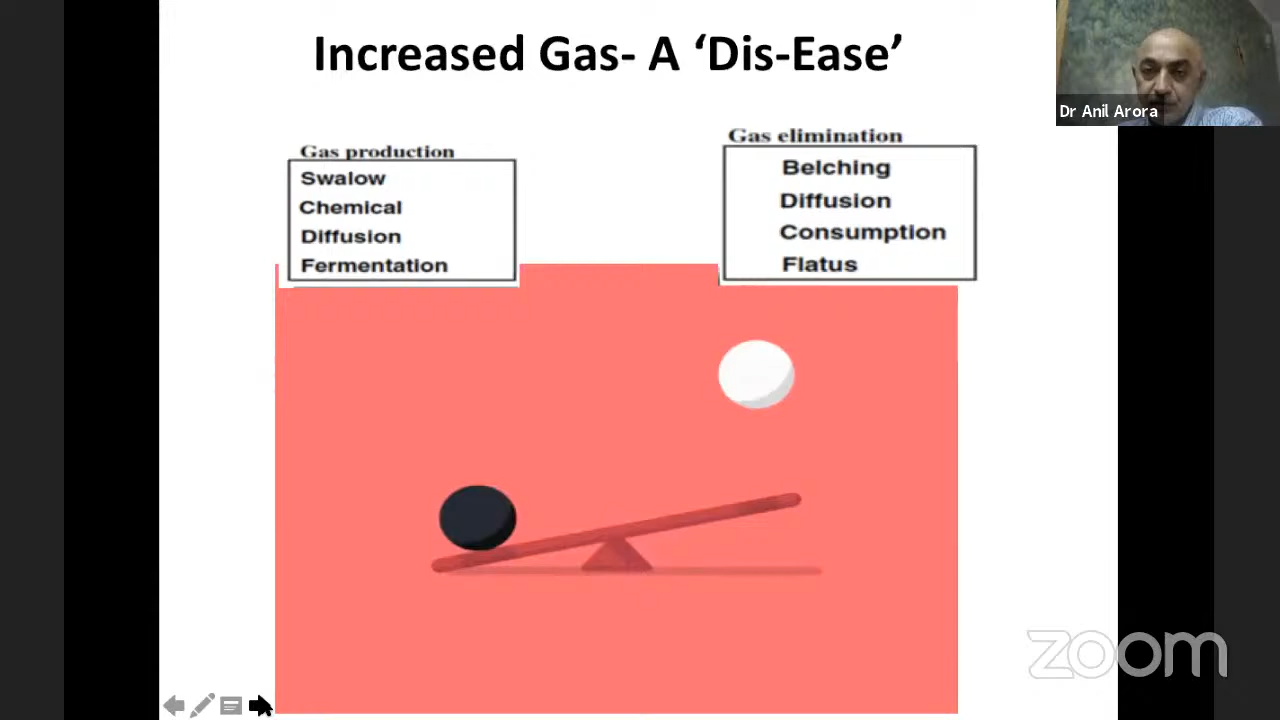 Increased Gas- A ‘Dis-Ease’
Dr Anil Arora
Gas production
Swalow
Chemical
Diffusion
Fermentation
Gas elimination
Belching
Diffusion
Consumption
Flatus
zoom